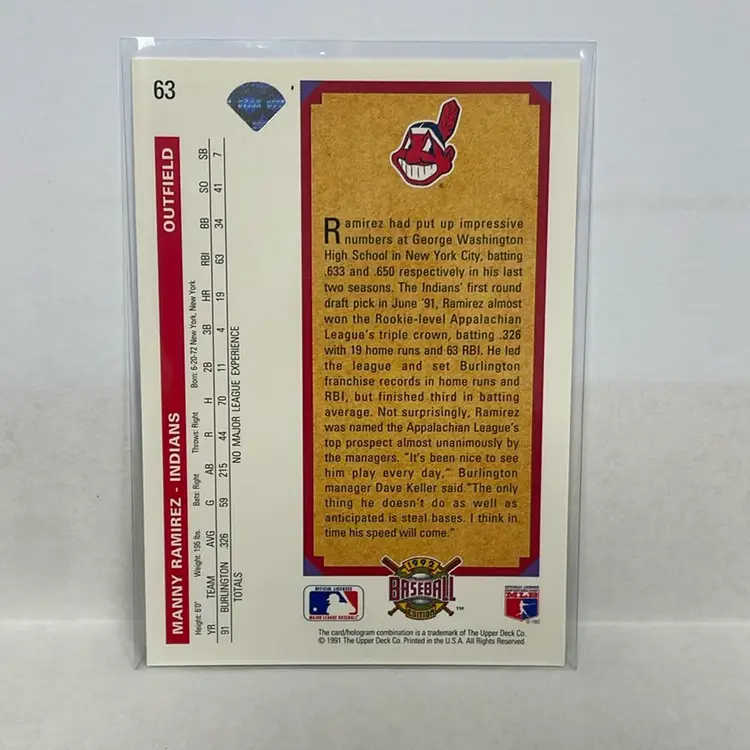 63
MANNY RAMIREZ - INDIANS OUTFIELD
Height: 6'0" Weight: 195 lbs. Bats: Right Throws: Right Born: 6-20-72 New York, New York
YR TEAM AVG G AB R H 2B 3B HR RBI BB SO SB
91 BURLINGTON .326 59 215 44 70 11 4 19 63 34 41 7
TOTALS NO MAJOR LEAGUE EXPERIENCE
Ramirez had put up impressive
numbers at George Washington
High School in New York City, batting
.633 and .650 respectively in his last
two seasons. The Indians' first round
draft pick in June '91, Ramirez almost
won the Rookie-level Appalachian
League's triple crown, batting .326
with 19 home runs and 63 RBI. He led
the league and set Burlington
franchise records in home runs and
RBI, but finished third in batting
average. Not surprisingly, Ramirez
was named the Appalachian League's
top prospect almost unanimously by
the managers. "It's been nice to see
him play every day," Burlington
manager Dave Keller said."The only
thing he doesn't do as well as
anticipated is steal bases. I think in
time his speed will come."
1992
BASEBALL
EDITION
TM
OFFICIAL LICENSEE
MAJOR LEAGUE BASEBALL
MLB
The card/hologram combination is a trademark of The Upper Deck Co.
© 1991 The Upper Deck Co. Printed in the U.S.A. All Rights Reserved.